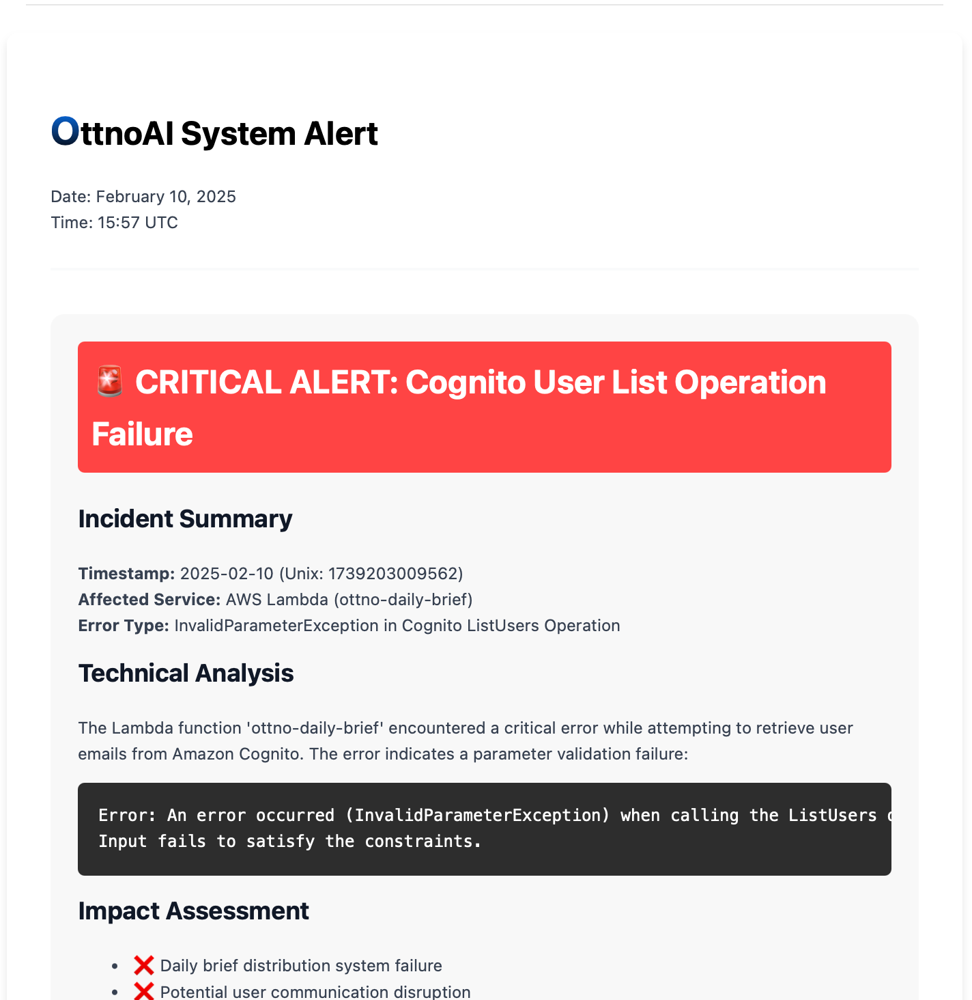 OttnoAI System Alert
Date: February 10, 2025
Time: 15:57 UTC
🚨 CRITICAL ALERT: Cognito User List Operation
Failure
Incident Summary
Timestamp: 2025-02-10 (Unix: 1739203009562)
Affected Service: AWS Lambda (ottno-daily-brief)
Error Type: InvalidParameterException in Cognito ListUsers Operation
Technical Analysis
The Lambda function 'ottno-daily-brief' encountered a critical error while attempting to retrieve user
emails from Amazon Cognito. The error indicates a parameter validation failure:
Error: An error occurred (InvalidParameterException) when calling the ListUsers
Input fails to satisfy the constraints.
Impact Assessment
• ❌ Daily brief distribution system failure
• ❌ Potential user communication disruption